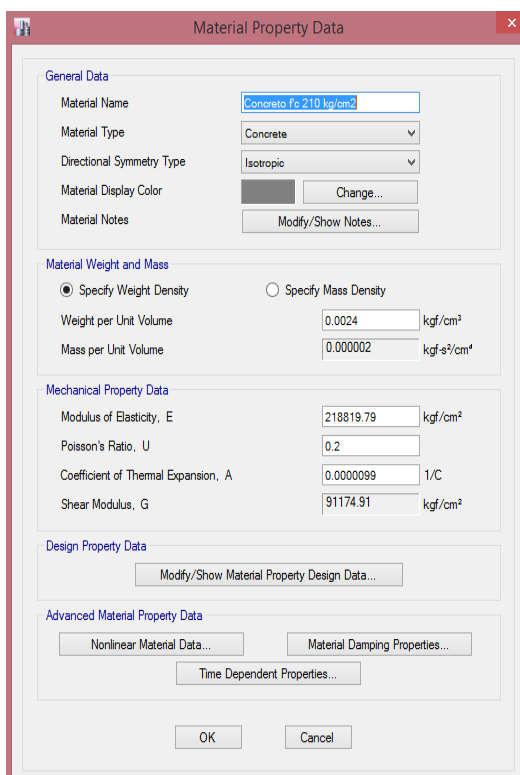 Material Property Data
x
General Data
Material Name Concreto f'c 210 kg/cm2
Material Type Concrete
Directional Symmetry Type Isotropic
Material Display Color Change...
Material Notes Modify/Show Notes...
Material Weight and Mass
Specify Weight Density Specify Mass Density
Weight per Unit Volume 0.0024 kgf/cm³
Mass per Unit Volume 0.000002 kgf-s²/cm⁴
Mechanical Property Data
Modulus of Elasticity, E 218819.79 kgf/cm²
Poisson's Ratio, U 0.2
Coefficient of Thermal Expansion, A 0.0000099 1/C
Shear Modulus, G 91174.91 kgf/cm²
Design Property Data
Modify/Show Material Property Design Data...
Advanced Material Property Data
Nonlinear Material Data... Material Damping Properties...
Time Dependent Properties...
OK Cancel